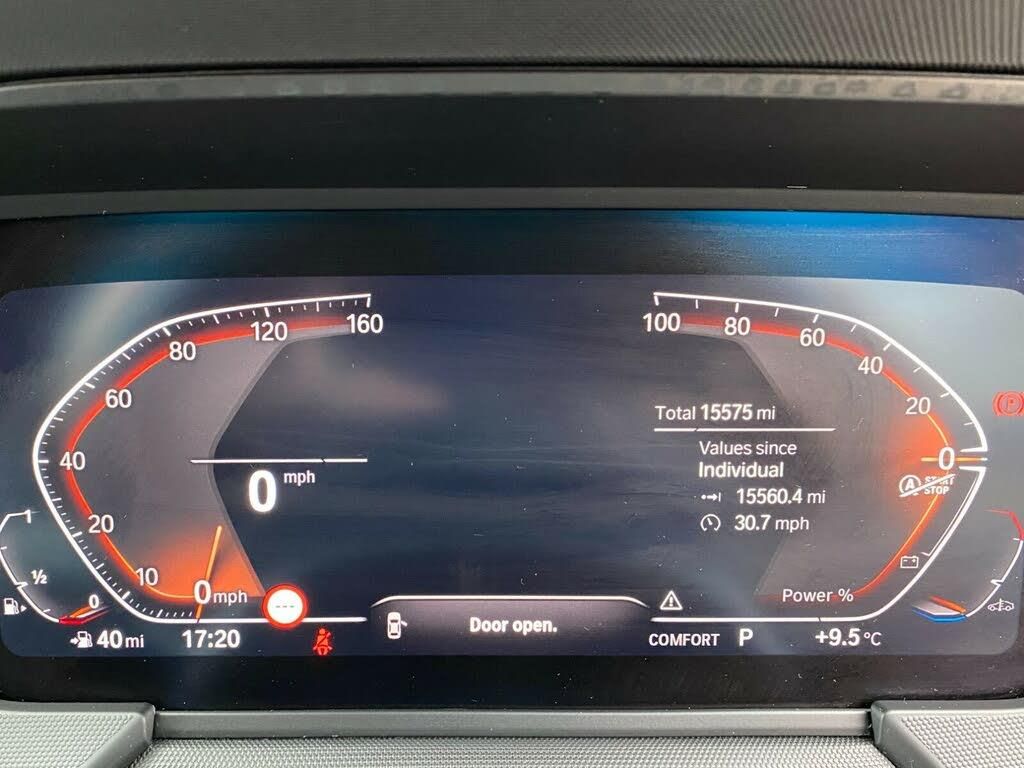 160
120
80
60
40
20
10
0 mph
0 mph
100
80
60
40
20
0
Total 15575 mi
Values since
Individual
15560.4 mi
30.7 mph
(P)
A START
STOP
1
1/2
0
Power %
40 mi
17:20
---
Door open.
COMFORT P
+9.5 °C